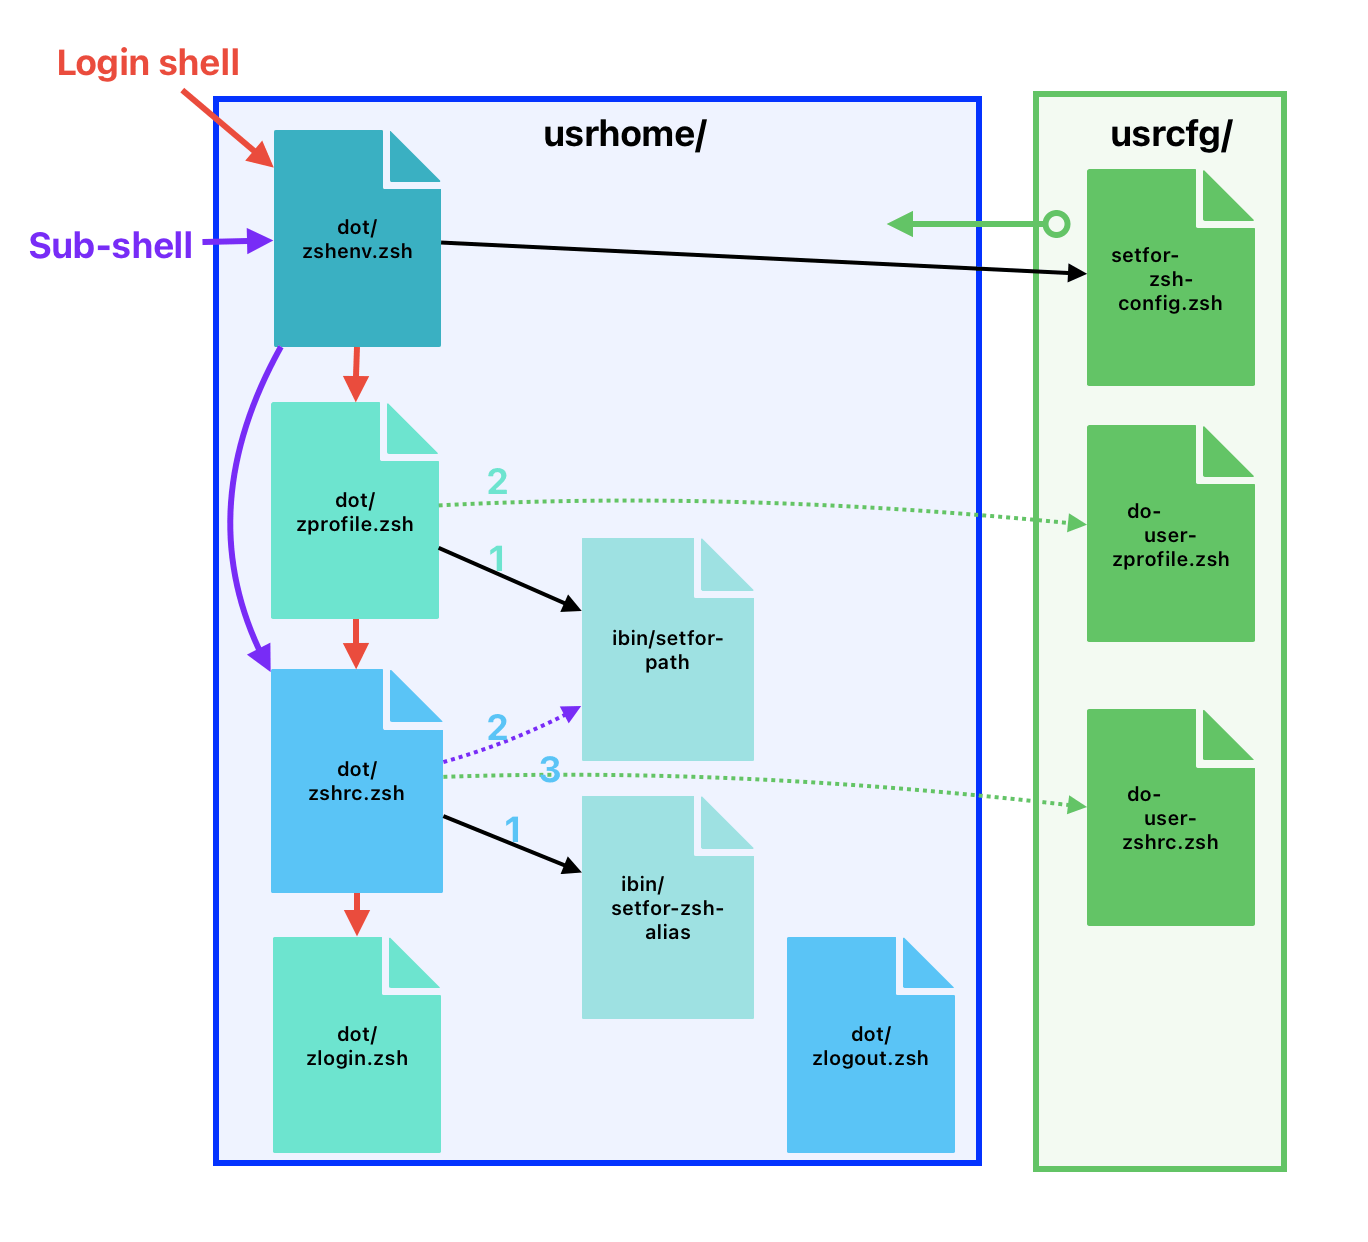 Login shell
usrhome/
usrcfg/
dot/
zshenv.zsh
Sub-shell
setfor-
zsh-
config.zsh
dot/
zprofile.zsh
2
1
do-
user-
zprofile.zsh
ibin/setfor-
path
dot/
zshrc.zsh
2
3
1
do-
user-
zshrc.zsh
ibin/
setfor-zsh-
alias
dot/
zlogin.zsh
dot/
zlogout.zsh